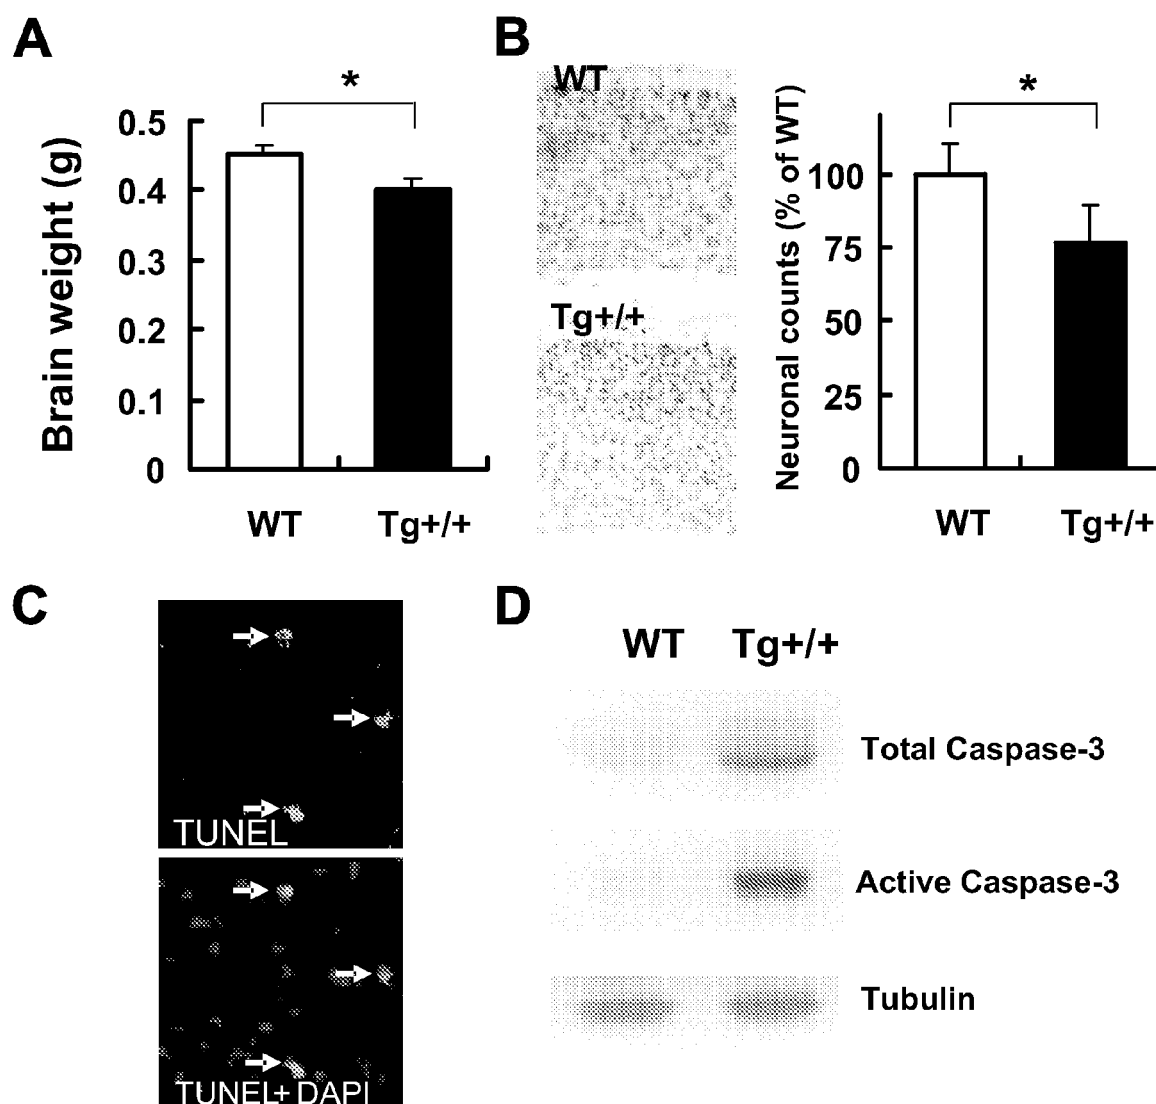 A
*
Brain weight (g)
0.5
0.4
0.3
0.2
0.1
0
WT
Tg+/+
B
WT
Tg+/+
*
Neuronal counts (% of WT)
100
75
50
25
0
WT
Tg+/+
C
TUNEL
TUNEL+ DAPI
D
WT
Tg+/+
Total Caspase-3
Active Caspase-3
Tubulin